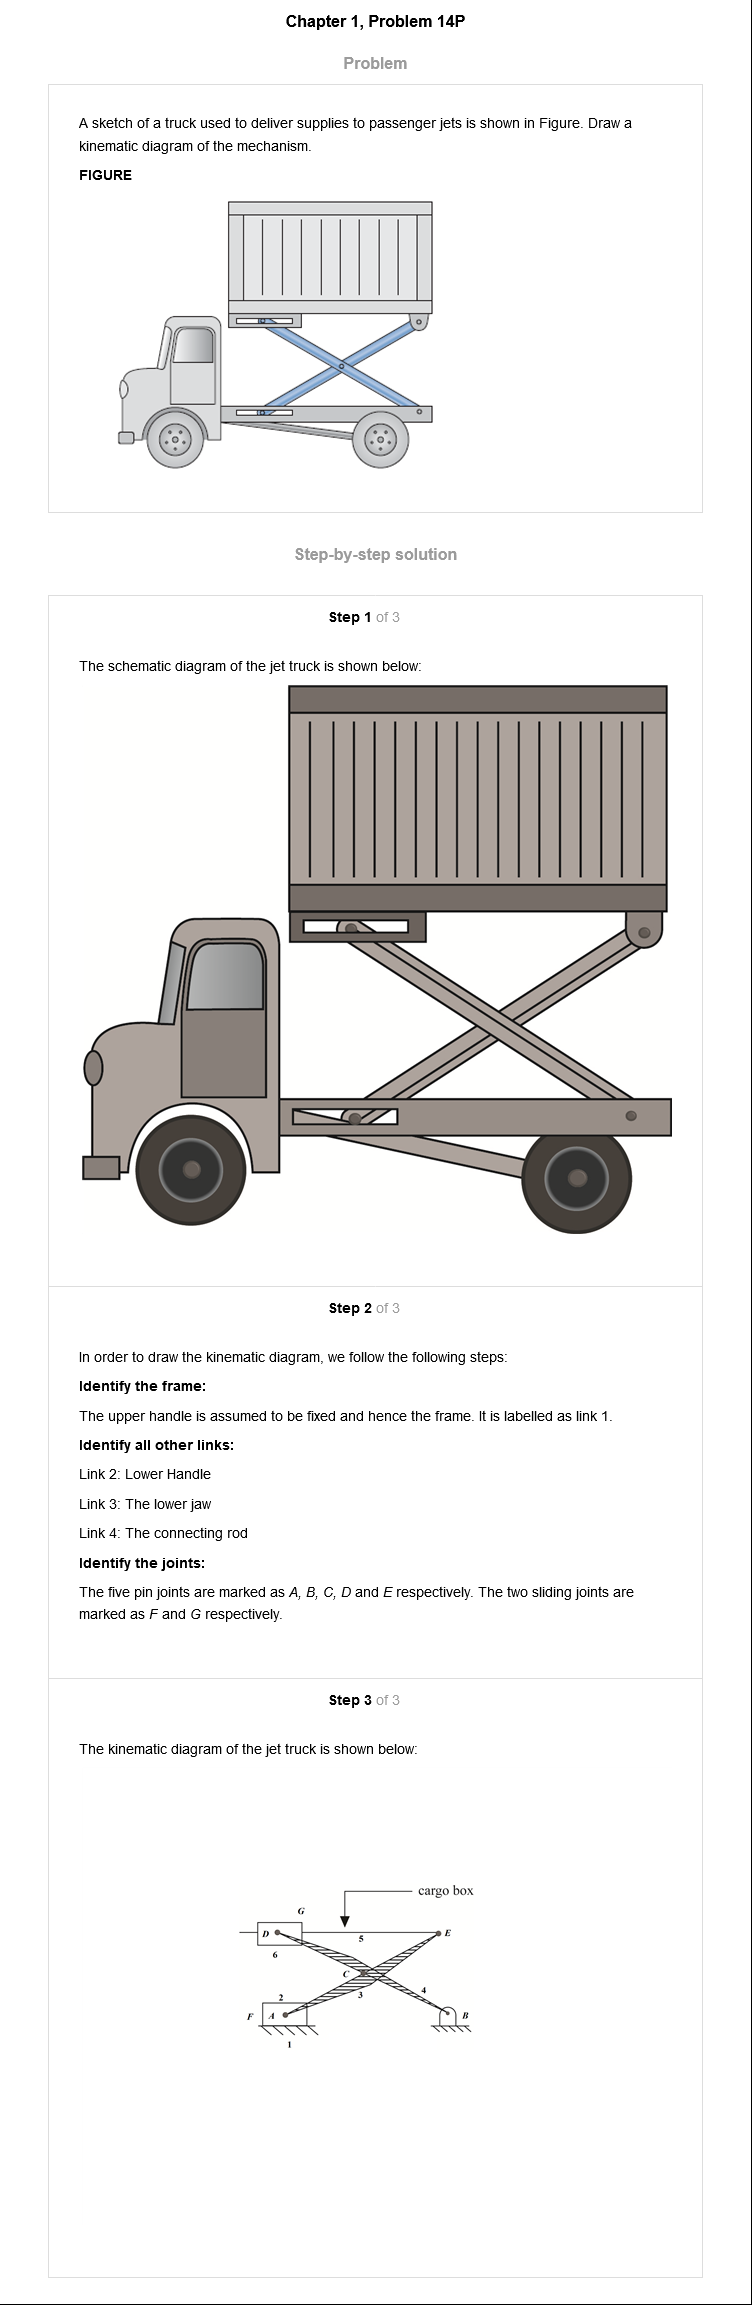 Chapter 1, Problem 14P
Problem
A sketch of a truck used to deliver supplies to passenger jets is shown in Figure. Draw a
kinematic diagram of the mechanism.
FIGURE
Step-by-step solution
Step 1 of 3
The schematic diagram of the jet truck is shown below:
Step 2 of 3
In order to draw the kinematic diagram, we follow the following steps:
Identify the frame:
The upper handle is assumed to be fixed and hence the frame. It is labelled as link 1.
Identify all other links:
Link 2: Lower Handle
Link 3: The lower jaw
Link 4: The connecting rod
Identify the joints:
The five pin joints are marked as A, B, C, D and E respectively. The two sliding joints are
marked as F and G respectively.
Step 3 of 3
The kinematic diagram of the jet truck is shown below:
cargo box
G
D
5
E
6
C
3
4
2
F
A
B
1